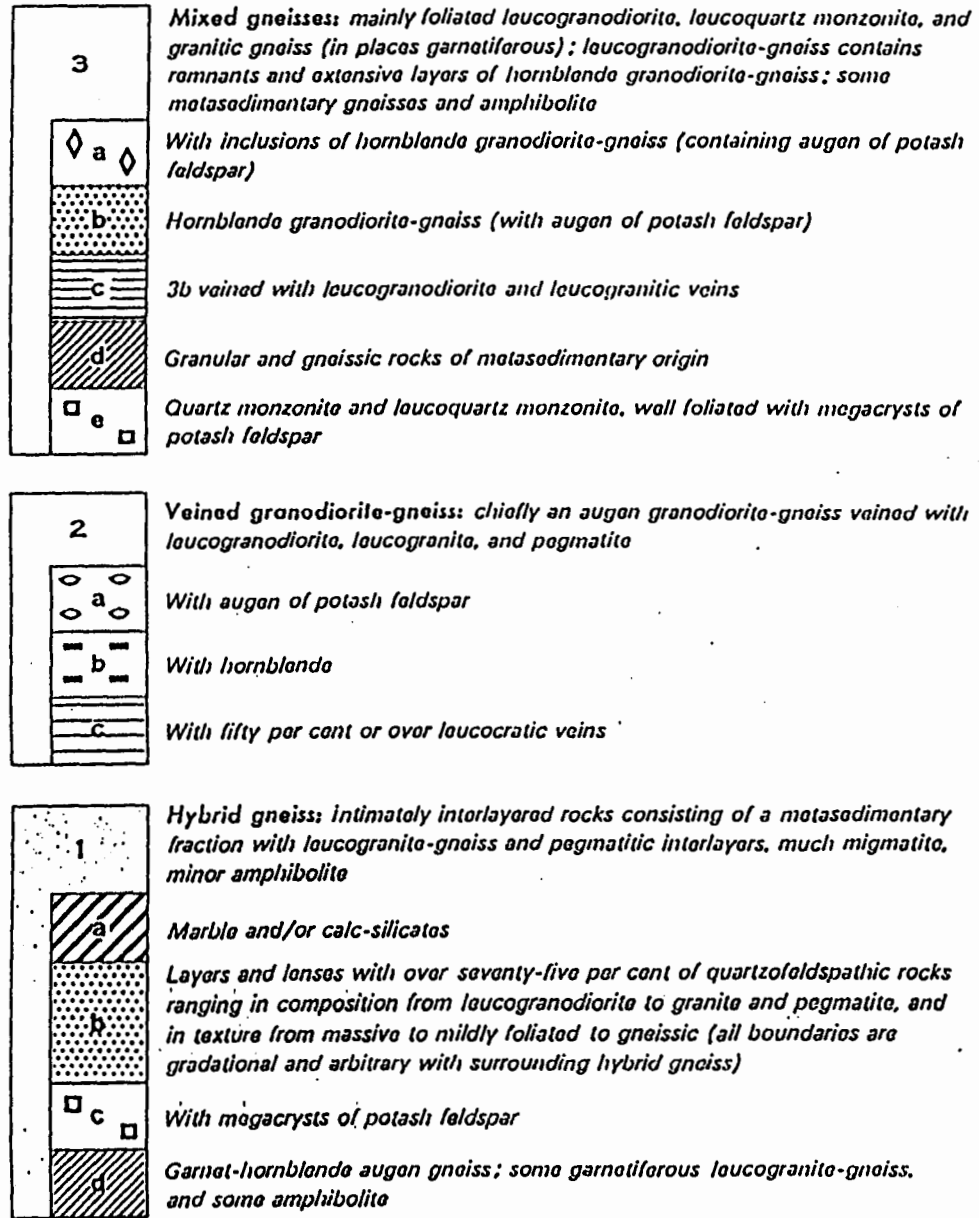 3
Mixed gneisses: mainly foliated leucogranodiorite, leucoquartz monzonite, and
granitic gneiss (in places garnetiferous); leucogranodiorite-gneiss contains
remnants and extensive layers of hornblende granodiorite-gneiss; some
metasedimentary gneisses and amphibolite
a
With inclusions of hornblende granodiorite-gneiss (containing augen of potash
feldspar)
b
Hornblende granodiorite-gneiss (with augen of potash feldspar)
c
3b veined with leucogranodiorite and leucogranitic veins
d
Granular and gneissic rocks of metasedimentary origin
e
Quartz monzonite and leucoquartz monzonite, well foliated with megacrysts of
potash feldspar
2
Veined granodiorite-gneiss: chiefly an augen granodiorite-gneiss veined with
leucogranodiorite, leucogranite, and pegmatite
a
With augen of potash feldspar
b
With hornblende
c
With fifty per cent or over leucocratic veins
1
Hybrid gneiss: intimately interlayered rocks consisting of a metasedimentary
fraction with leucogranite-gneiss and pegmatitic interlayers, much migmatite,
minor amphibolite
a
Marble and/or calc-silicates
b
Layers and lenses with over seventy-five per cent of quartzofeldspathic rocks
ranging in composition from leucogranodiorite to granite and pegmatite, and
in texture from massive to mildly foliated to gneissic (all boundaries are
gradational and arbitrary with surrounding hybrid gneiss)
c
With megacrysts of potash feldspar
d
Garnet-hornblende augen gneiss; some garnetiferous leucogranite-gneiss,
and some amphibolite